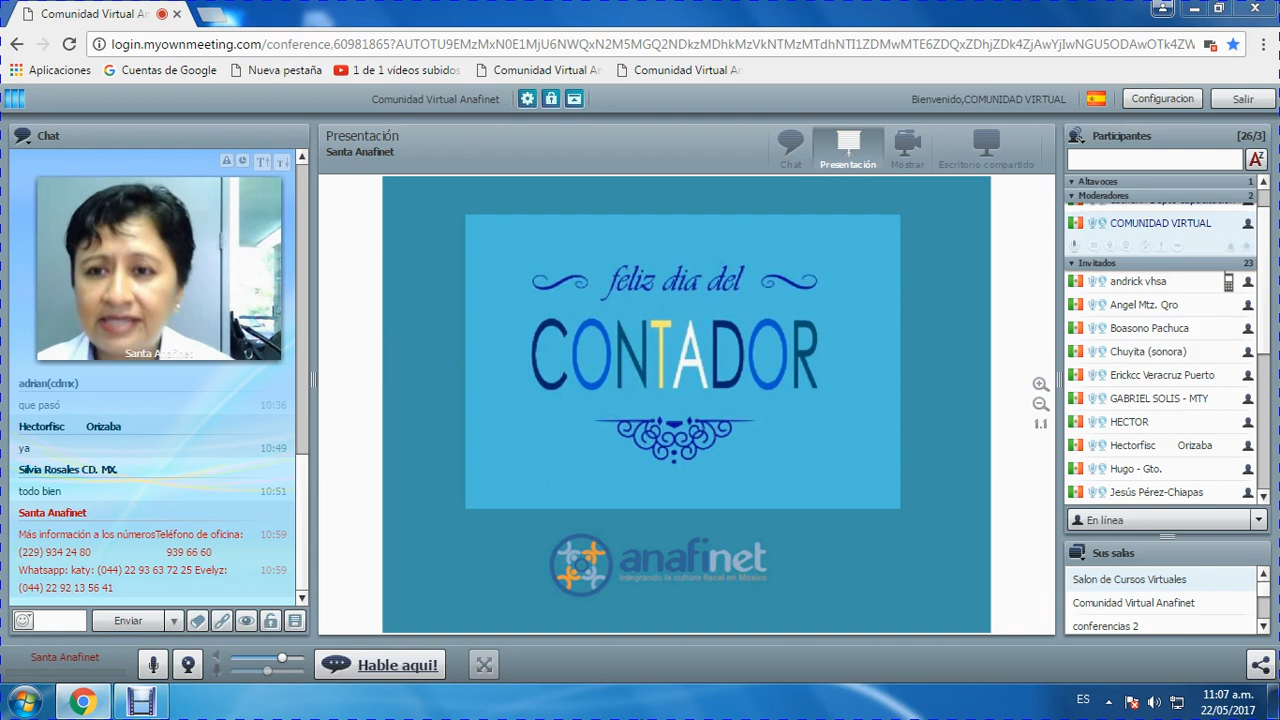 Comunidad Virtual An
login.myownmeeting.com/conference,60981865?AUTOTU9EMzMxN0E1MjU6NWQxN2M5MGQ2NDkzMDhkMzVkNTMzMTdhNTI1ZDMwMTE6ZDQxZDhjZDk4ZjAwYjIwNGU5ODAwOTk4ZWN
Aplicaciones
Cuentas de Google
Nueva pestaña
1 de 1 vídeos subidos
Comunidad Virtual An
Comunidad Virtual An
Comunidad Virtual Anafinet
Bienvenido,COMUNIDAD VIRTUAL
Configuracion
Salir
Chat
Santa Anafinet
adrian(cdmx)
que pasó 10:36
Hectorfisc Orizaba
ya 10:49
Silvia Rosales CD. MX.
todo bien 10:51
Santa Anafinet
Más información a los númerosTeléfono de oficina: 10:59
(229) 934 24 80 939 66 60
Whatsapp: katy: (044) 22 93 63 72 25 Evelyz: 10:59
(044) 22 92 13 56 41
Enviar
Santa Anafinet
Hable aqui!
Presentación
Santa Anafinet
Chat
Presentación
Mostrar
Escritorio compartido
feliz dia del
CONTADOR
anafinet
Integrando la cultura fiscal en México
1.1
Participantes [26/3]
Altavoces 1
Moderadores 2
COMUNIDAD VIRTUAL
Invitados 23
andrick vhsa
Angel Mtz. Qro
Boasono Pachuca
Chuyita (sonora)
Erickcc Veracruz Puerto
GABRIEL SOLIS - MTY
HECTOR
Hectorfisc Orizaba
Hugo - Gto.
Jesús Pérez-Chiapas
En línea
Sus salas
Salon de Cursos Virtuales
Comunidad Virtual Anafinet
conferencias 2
ES
11:07 a.m.
22/05/2017